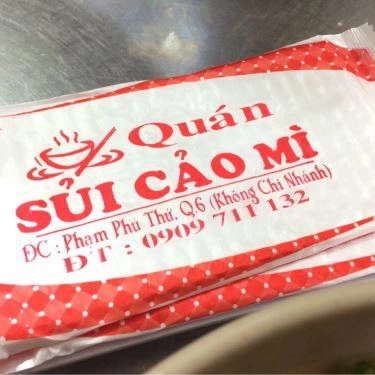 Quán
SỦI CẢO MÌ
ĐC : Phạm Phú Thứ, Q.6 (Không Chi Nhánh)
ĐT : 0909 711 132